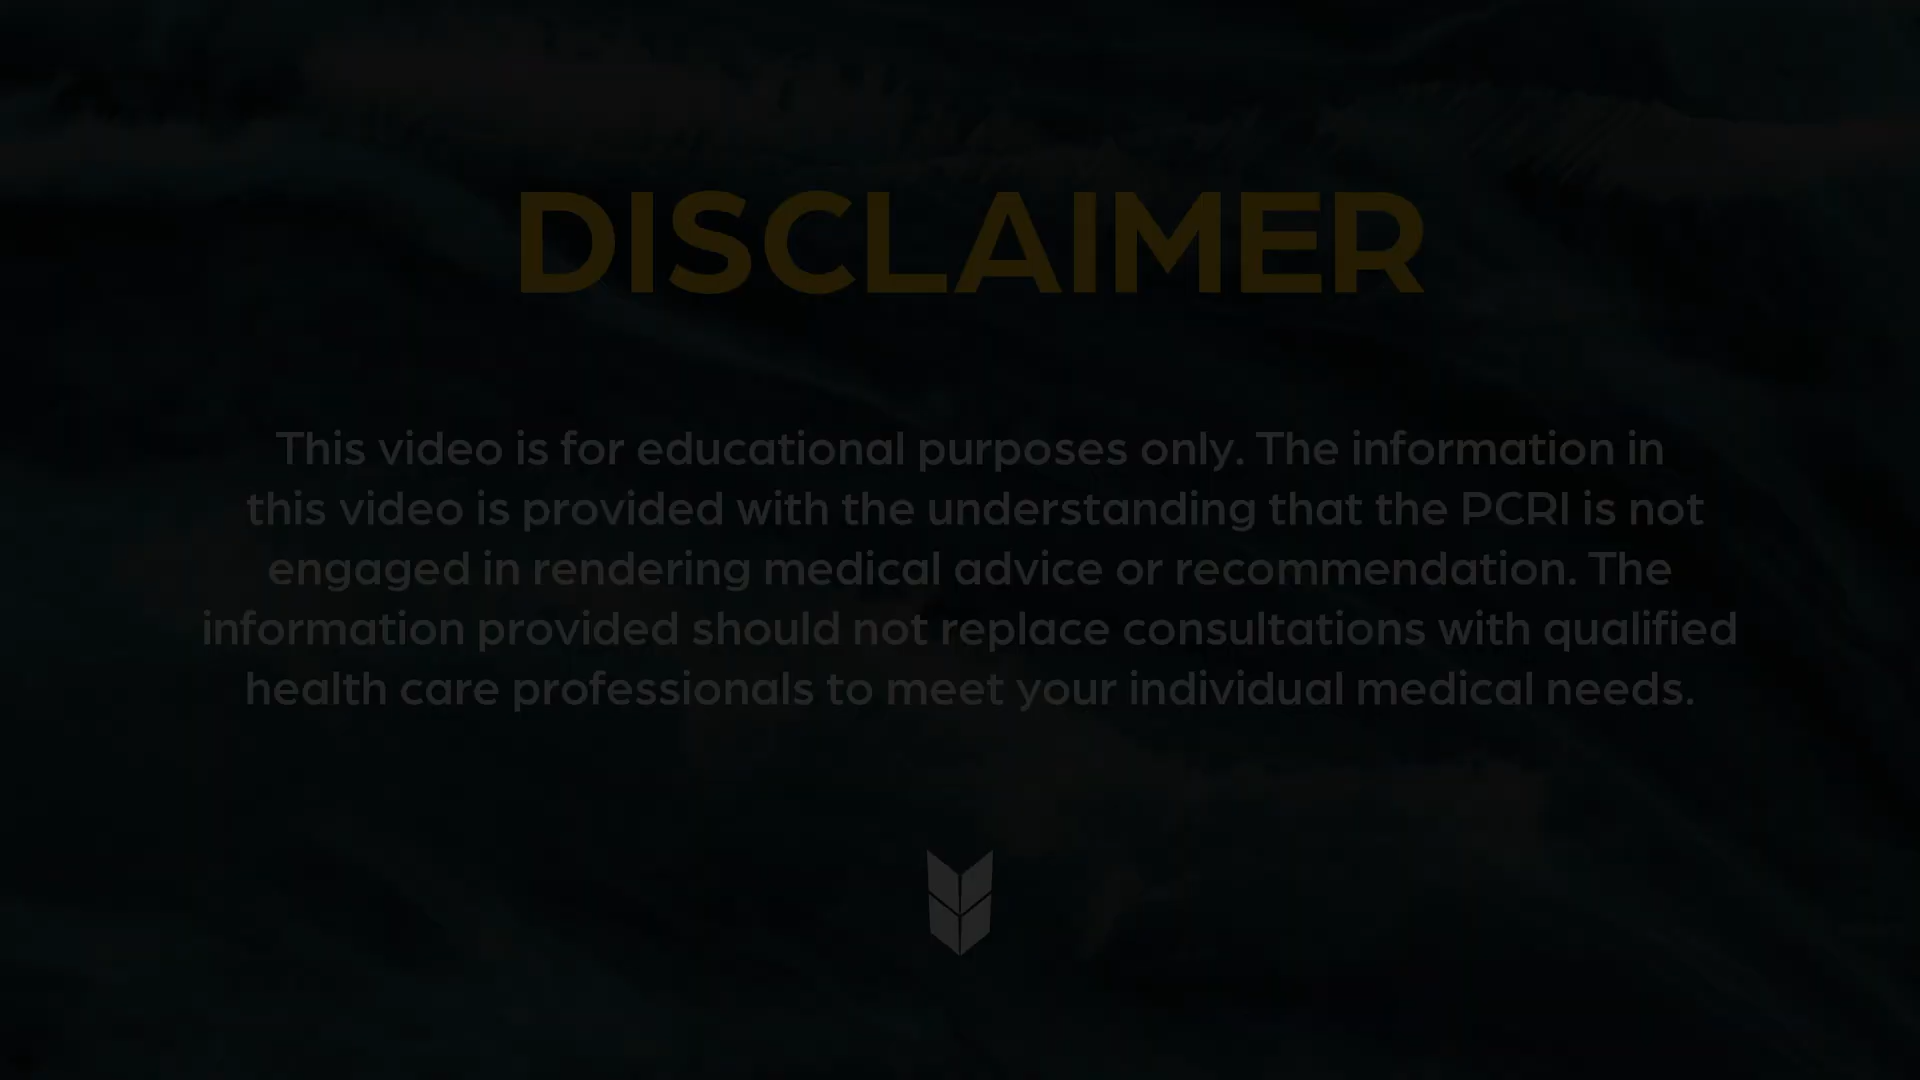 DISCLAIMER
This video is for educational purposes only. The information in
this video is provided with the understanding that the PCRI is not
engaged in rendering medical advice or recommendation. The
information provided should not replace consultations with qualified
health care professionals to meet your individual medical needs.